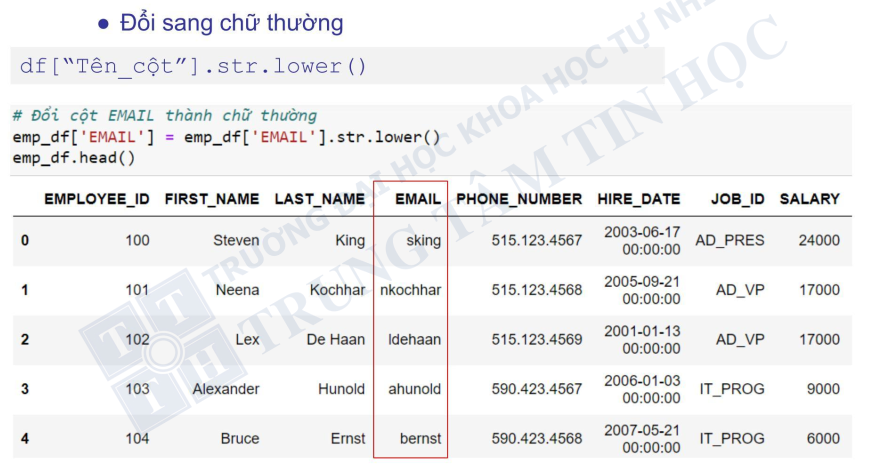 ● Đổi sang chữ thường
df[“Tên_cột”].str.lower()
# Đổi cột EMAIL thành chữ thường
emp_df['EMAIL'] = emp_df['EMAIL'].str.lower()
emp_df.head()
EMPLOYEE_ID FIRST_NAME LAST_NAME EMAIL PHONE_NUMBER HIRE_DATE JOB_ID SALARY
0 100 Steven King sking 515.123.4567 2003-06-17 00:00:00 AD_PRES 24000
1 101 Neena Kochhar nkochhar 515.123.4568 2005-09-21 00:00:00 AD_VP 17000
2 102 Lex De Haan ldehaan 515.123.4569 2001-01-13 00:00:00 AD_VP 17000
3 103 Alexander Hunold ahunold 590.423.4567 2006-01-03 00:00:00 IT_PROG 9000
4 104 Bruce Ernst bernst 590.423.4568 2007-05-21 00:00:00 IT_PROG 6000
TRƯỜNG ĐẠI HỌC KHOA HỌC TỰ
TRUNG TÂM TIN HỌC
T T
T H